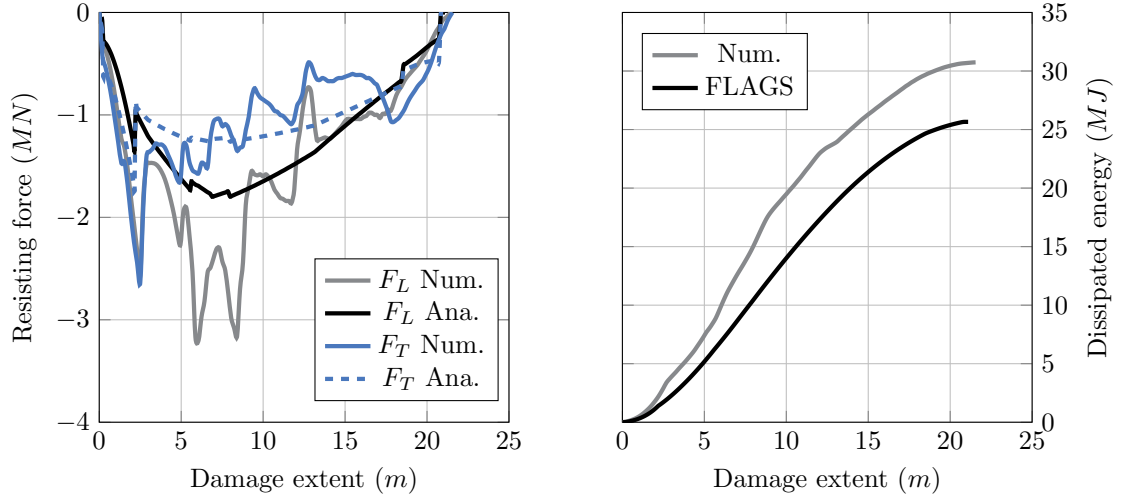 0
−1
−2
−3
−4
0
5
10
15
20
25
Damage extent (m)
Resisting force (MN)
F_L Num.
F_L Ana.
F_T Num.
F_T Ana.
Num.
FLAGS
0
5
10
15
20
25
Damage extent (m)
35
30
25
20
15
10
5
0
Dissipated energy (MJ)